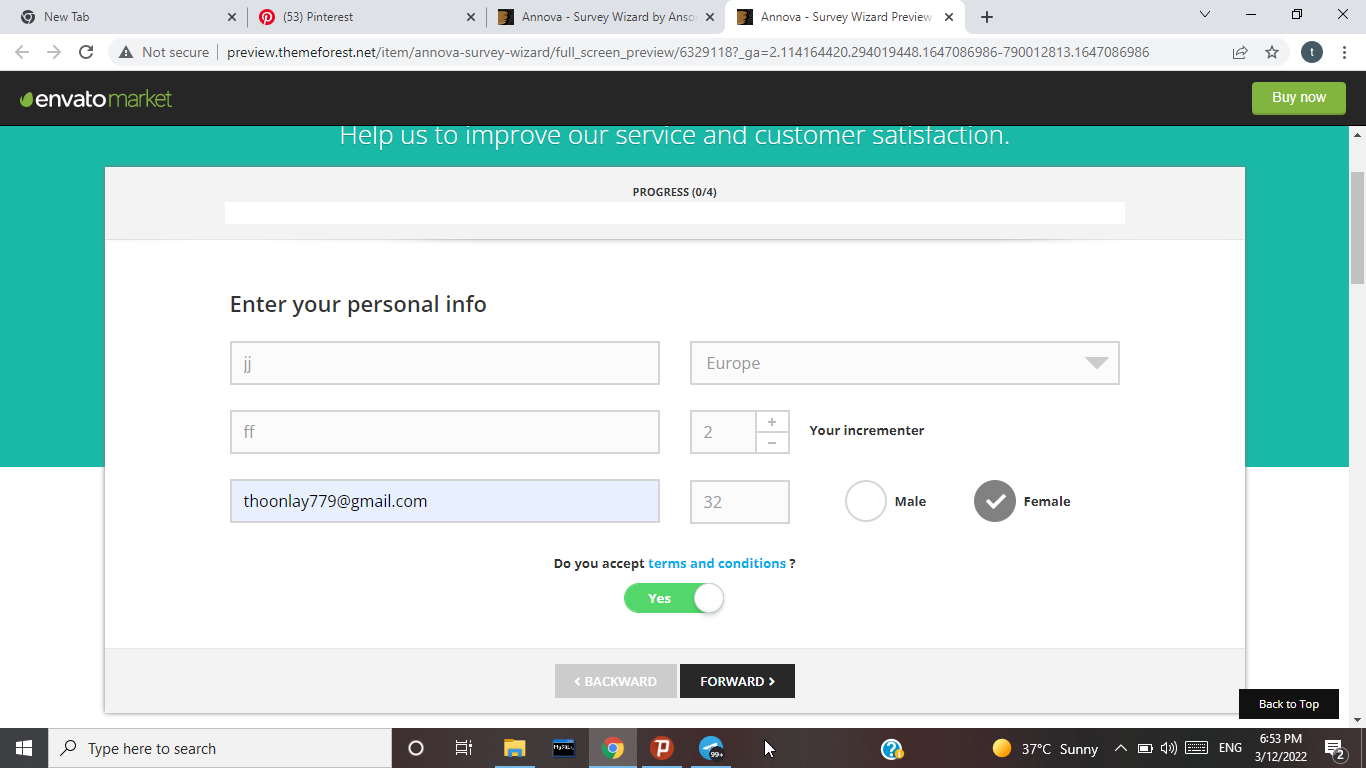 New Tab
(53) Pinterest
Annova - Survey Wizard by Anso
Annova - Survey Wizard Preview
Not secure
preview.themeforest.net/item/annova-survey-wizard/full_screen_preview/6329118?_ga=2.114164420.294019448.1647086986-790012813.1647086986
t
envatomarket
Buy now
Help us to improve our service and customer satisfaction.
PROGRESS (0/4)
Enter your personal info
jj
Europe
ff
2
+
−
Your incrementer
thoonlay779@gmail.com
32
Male
Female
Do you accept terms and conditions ?
Yes
BACKWARD
FORWARD
Back to Top
Type here to search
MySQL
99+
37°C Sunny
ENG
6:53 PM
3/12/2022
2